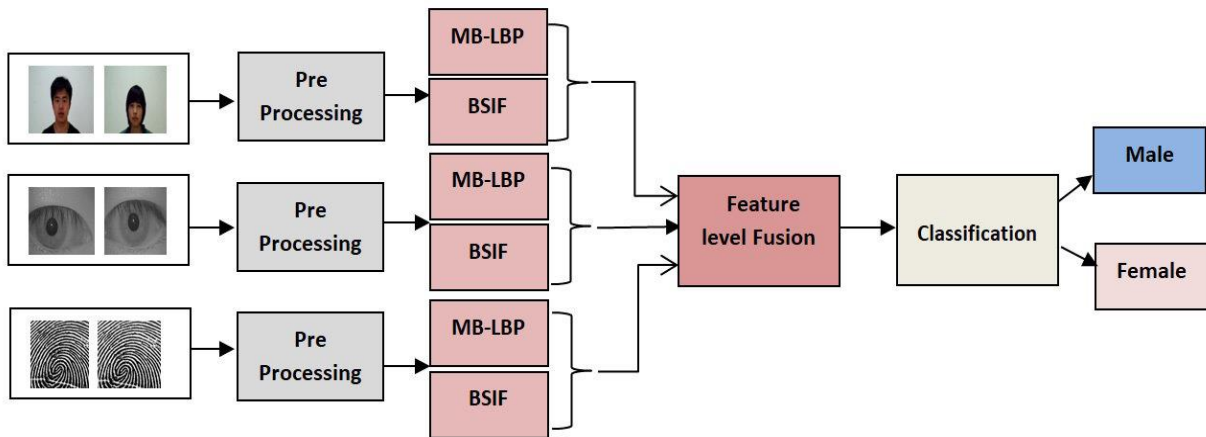 Pre
Processing
MB-LBP
BSIF
Pre
Processing
MB-LBP
BSIF
Pre
Processing
MB-LBP
BSIF
Feature
level Fusion
Classification
Male
Female